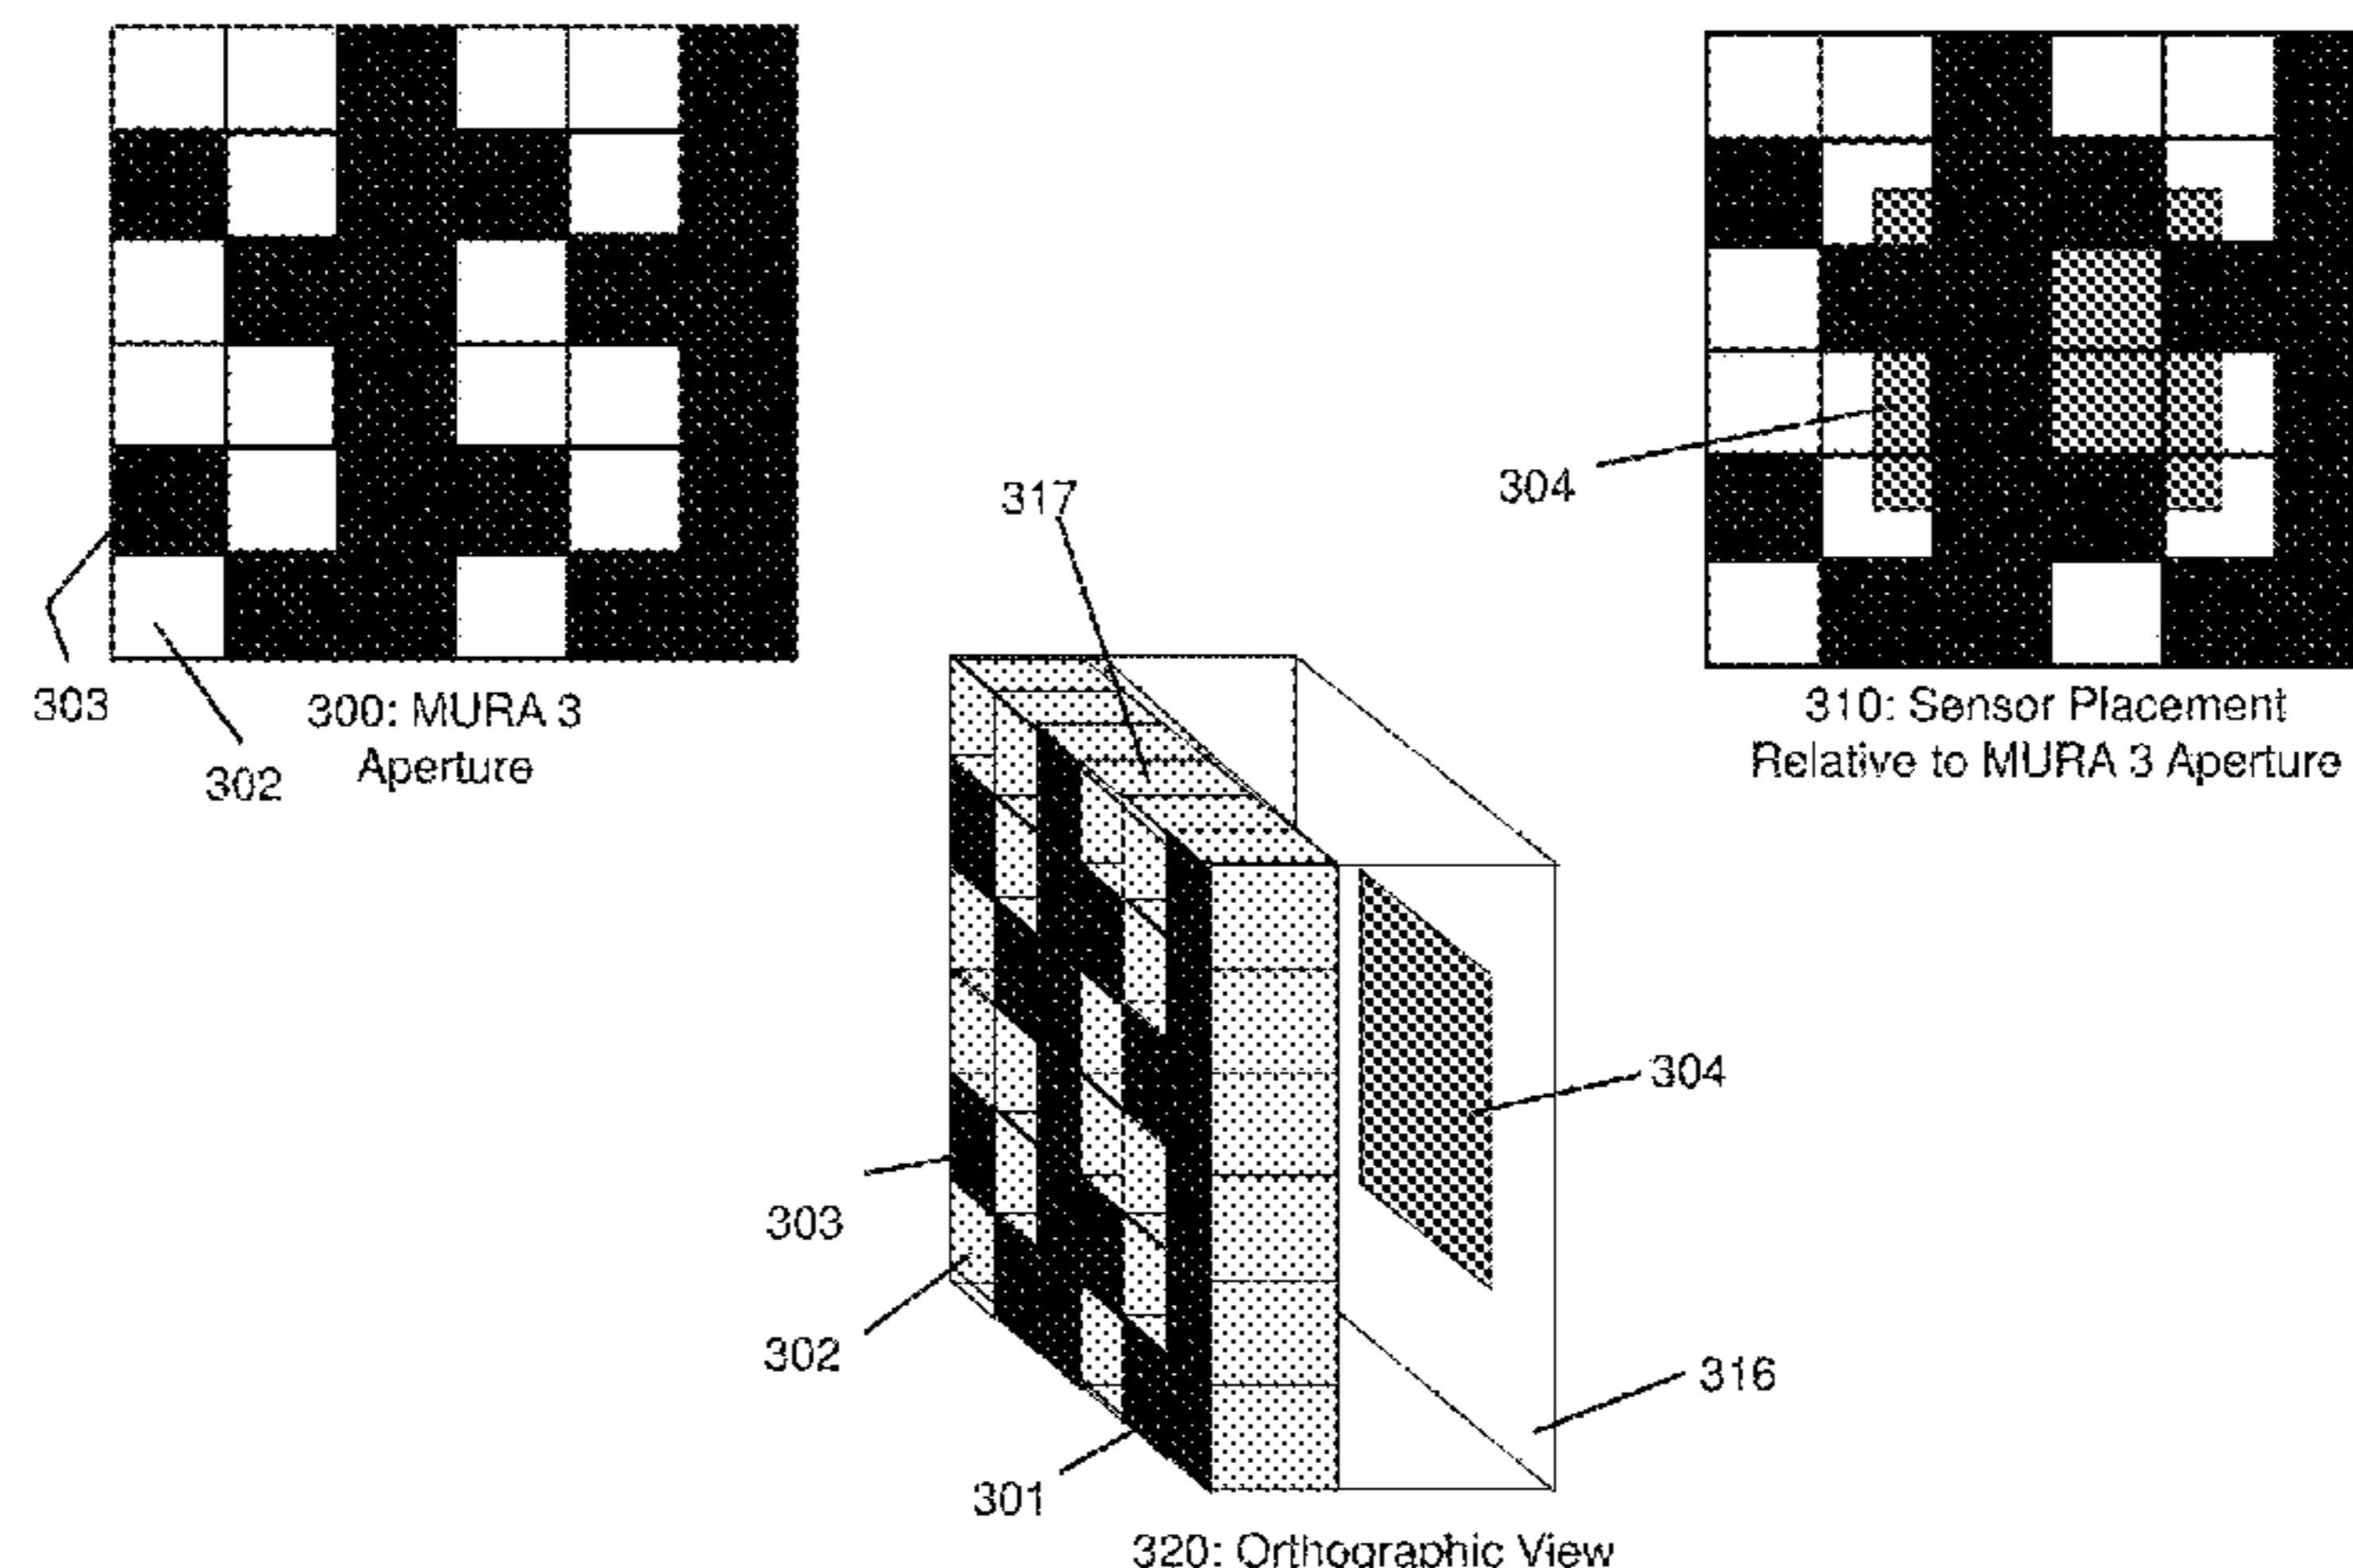 303
302
300: MURA 3
Aperture
304
310: Sensor Placement
Relative to MURA 3 Aperture
317
304
303
302
316
301
320: Orthographic View